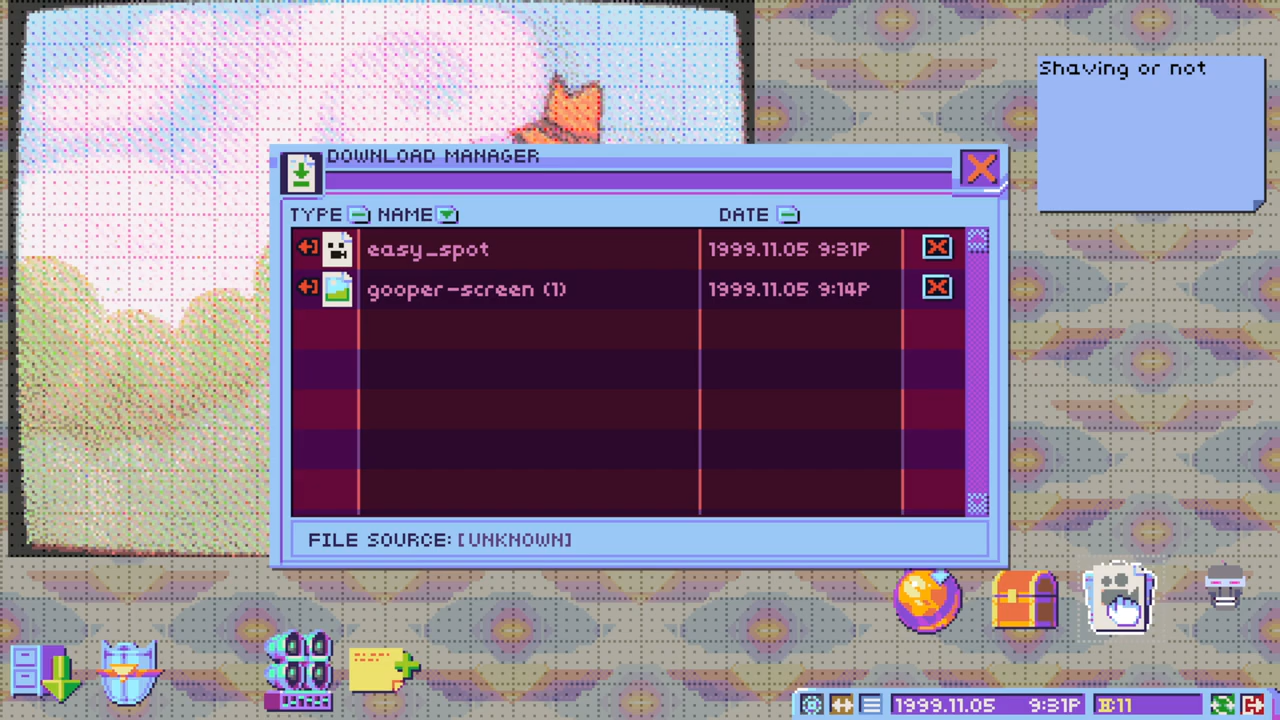 Shaving or not
DOWNLOAD MANAGER
TYPE NAME DATE
easy_spot 1999.11.05 9:31P
gooper-screen (1) 1999.11.05 9:14P
FILE SOURCE: [UNKNOWN]
1999.11.05 9:31P